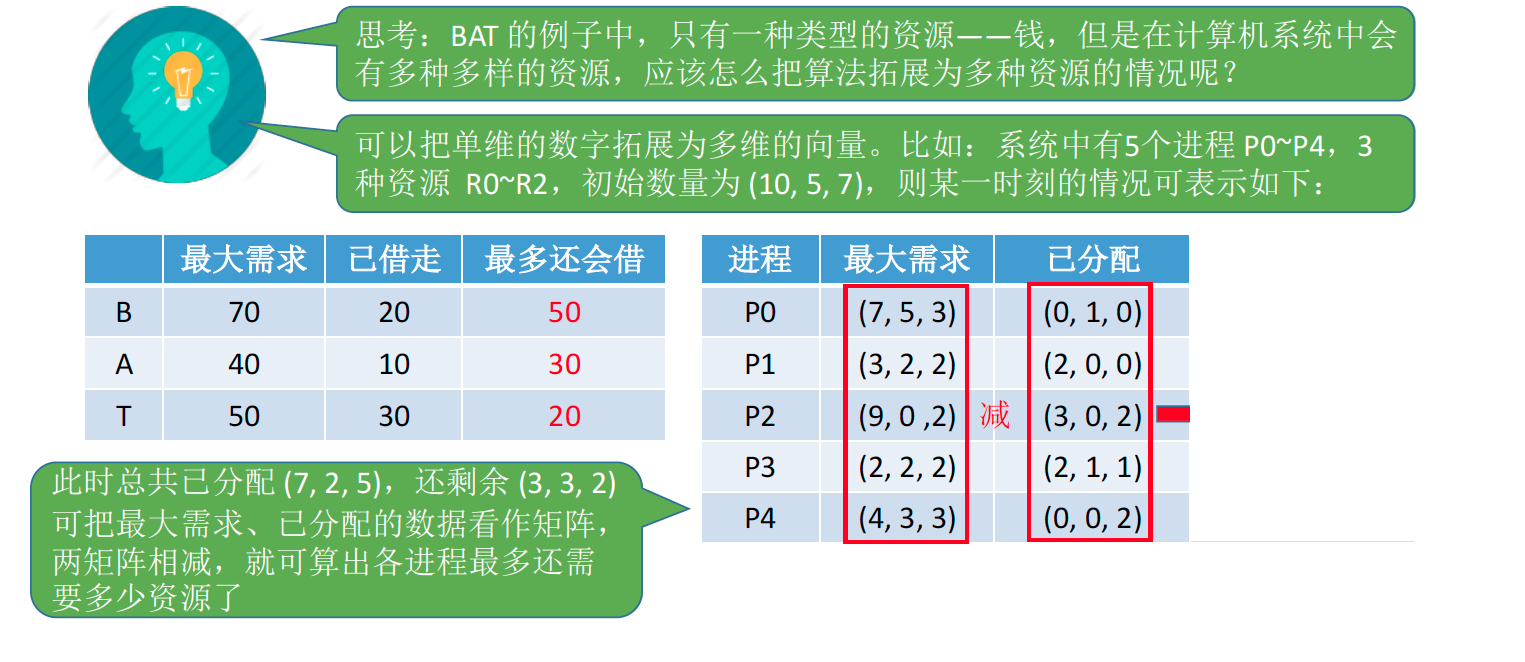 思考：BAT 的例子中，只有一种类型的资源——钱，但是在计算机系统中会
有多种多样的资源，应该怎么把算法拓展为多种资源的情况呢？
可以把单维的数字拓展为多维的向量。比如：系统中有5个进程 P0~P4，3
种资源 R0~R2，初始数量为 (10, 5, 7)，则某一时刻的情况可表示如下：
最大需求 已借走 最多还会借
B 70 20 50
A 40 10 30
T 50 30 20
进程 最大需求 已分配
P0 (7, 5, 3) (0, 1, 0)
P1 (3, 2, 2) (2, 0, 0)
P2 (9, 0 ,2) 减 (3, 0, 2)
P3 (2, 2, 2) (2, 1, 1)
P4 (4, 3, 3) (0, 0, 2)
此时总共已分配 (7, 2, 5)，还剩余 (3, 3, 2)
可把最大需求、已分配的数据看作矩阵，
两矩阵相减，就可算出各进程最多还需
要多少资源了